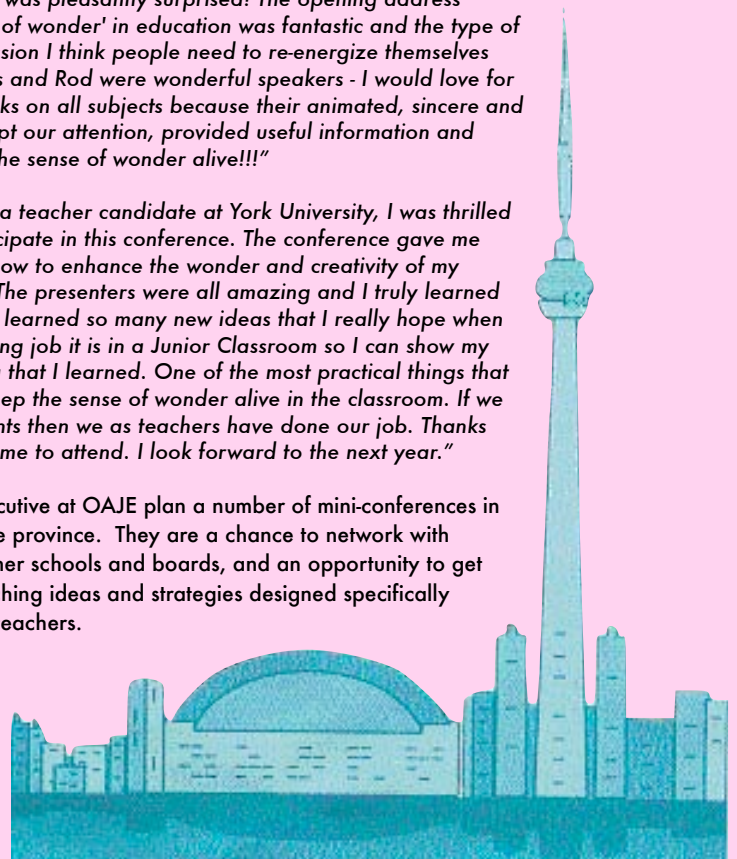 was pleasantly surprised! The opening address
of wonder' in education was fantastic and the type of
sion I think people need to re-energize themselves
s and Rod were wonderful speakers - I would love for
ks on all subjects because their animated, sincere and
pt our attention, provided useful information and
he sense of wonder alive!!!”

a teacher candidate at York University, I was thrilled
cipate in this conference. The conference gave me
ow to enhance the wonder and creativity of my
The presenters were all amazing and I truly learned
learned so many new ideas that I really hope when
ng job it is in a Junior Classroom so I can show my
that I learned. One of the most practical things that
ep the sense of wonder alive in the classroom. If we
nts then we as teachers have done our job. Thanks
me to attend. I look forward to the next year.”

cutive at OAJE plan a number of mini-conferences in
e province. They are a chance to network with
her schools and boards, and an opportunity to get
hing ideas and strategies designed specifically
eachers.